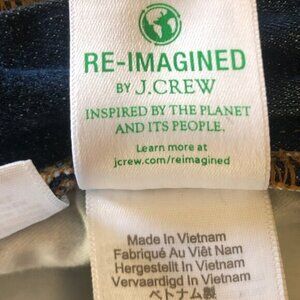 RE-IMAGINED
BY J.CREW
INSPIRED BY THE PLANET
AND ITS PEOPLE.
Learn more at
jcrew.com/reimagined
Made In Vietnam
Fabriqué Au Viêt Nam
Hergestellt In Vietnam
Vervaardigd In Vietnam
ベトナム製